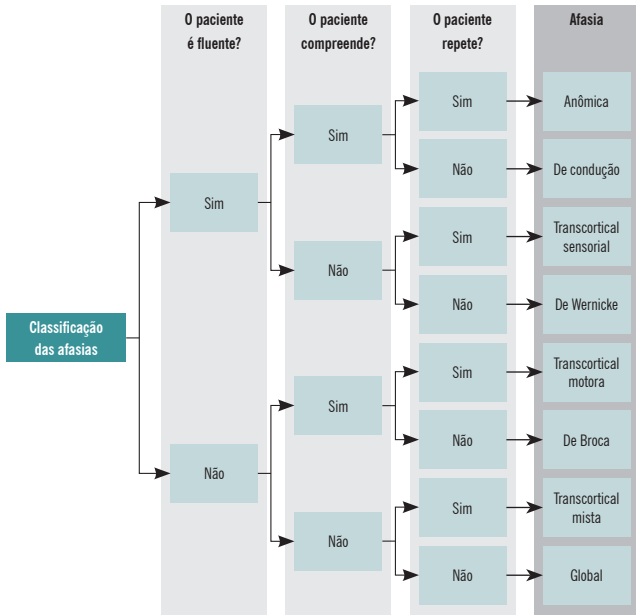 O paciente
é fluente?
O paciente
compreende?
O paciente
repete?
Afasia
Sim
Anômica
Sim
Não
De condução
Sim
Sim
Transcortical
sensorial
Não
Não
De Wernicke
Classificação
das afasias
Sim
Transcortical
motora
Sim
Não
De Broca
Não
Sim
Transcortical
mista
Não
Não
Global